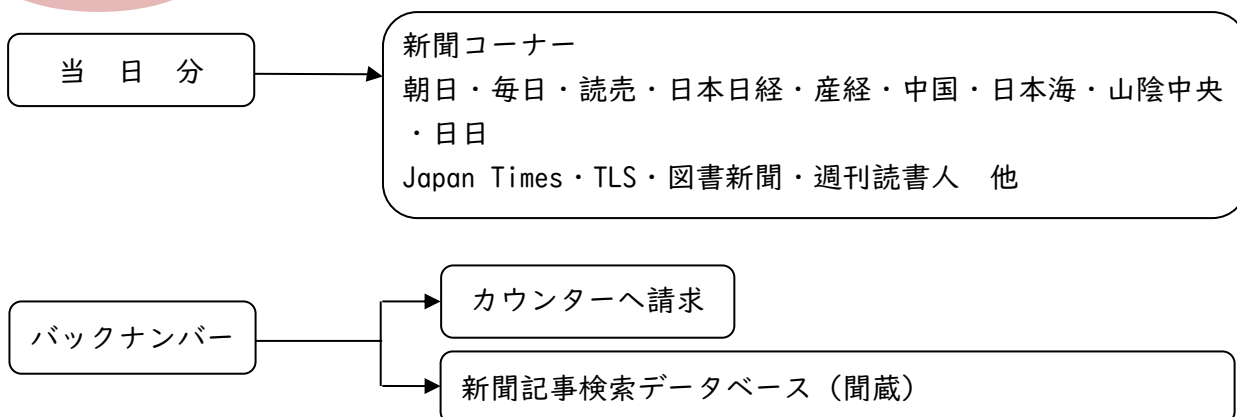 当　日　分
新聞コーナー
朝日・毎日・読売・日本日経・産経・中国・日本海・山陰中央
・日日
Japan Times・TLS・図書新聞・週刊読書人　他
バックナンバー
カウンターへ請求
新聞記事検索データベース（聞蔵）